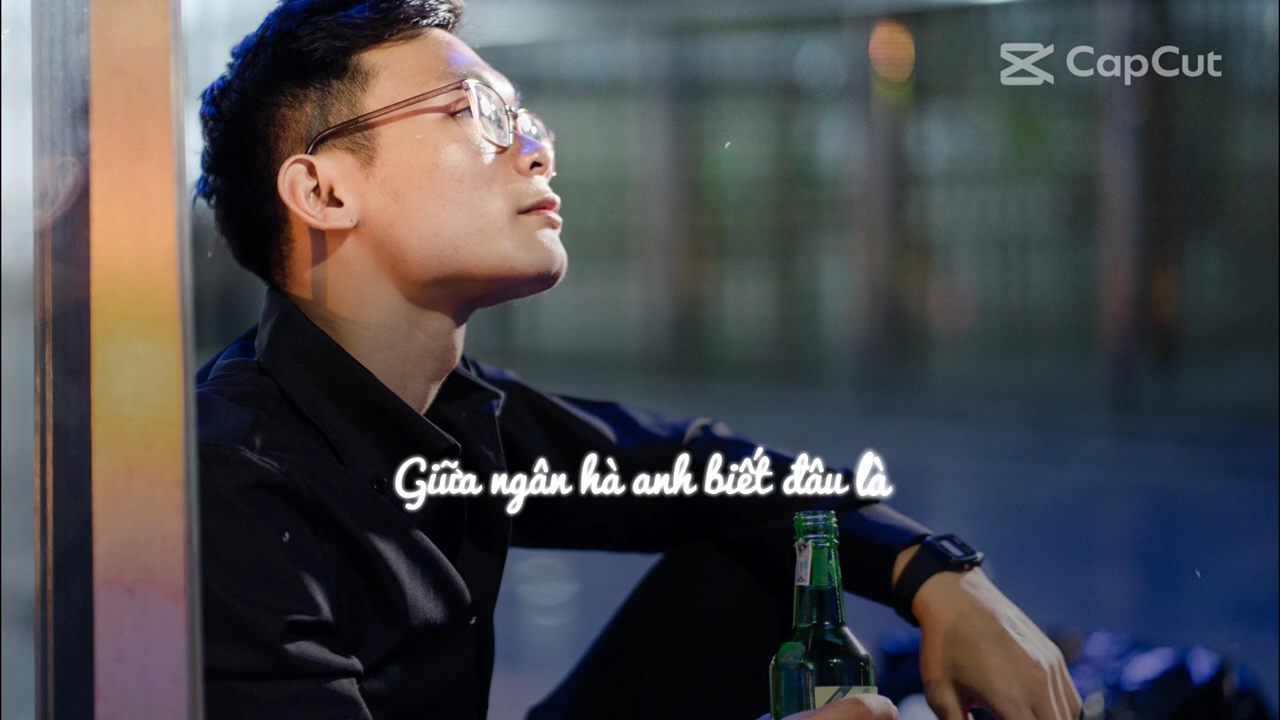 CapCut
Giữa ngân hà anh biết đâu là